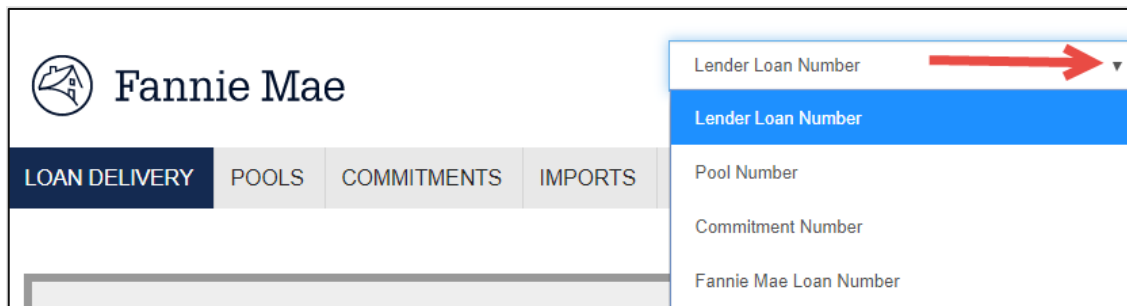 Fannie Mae
Lender Loan Number ▼
Lender Loan Number
LOAN DELIVERY POOLS COMMITMENTS IMPORTS
Pool Number
Commitment Number
Fannie Mae Loan Number